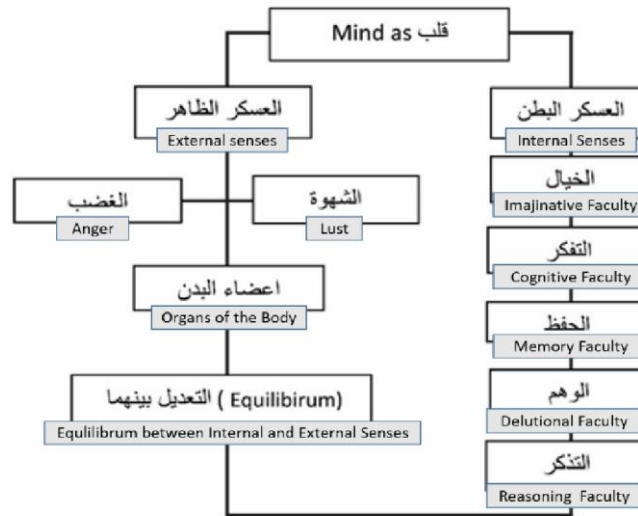 Mind as قلب
العسكر الظاهر
External senses
العسكر البطن
Internal Senses
الخيال
Imajinative Faculty
الغضب
Anger
الشهوة
Lust
التفكر
Cognitive Faculty
اعضاء البدن
Organs of the Body
الحفظ
Memory Faculty
التعديل بينهما ( Equilibirum)
Equlilibrum between Internal and External Senses
الوهم
Delutional Faculty
التذكر
Reasoning Faculty